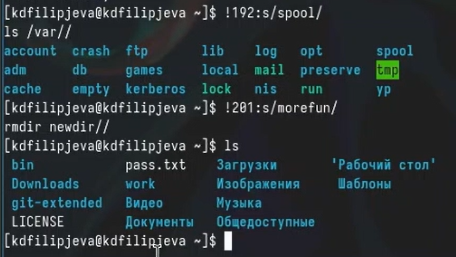 [kdfilipjeva@kdfilipjeva ~]$ !192:s/spool/
ls /var//
account crash ftp lib log opt spool
adm db games local mail preserve tmp
cache empty kerberos lock nis run yp
[kdfilipjeva@kdfilipjeva ~]$ !201:s/morefun/
rmdir newdir//
[kdfilipjeva@kdfilipjeva ~]$ ls
bin pass.txt Загрузки 'Рабочий стол'
Downloads work Изображения Шаблоны
git-extended Видео Музыка
LICENSE Документы Общедоступные
[kdfilipjeva@kdfilipjeva ~]$